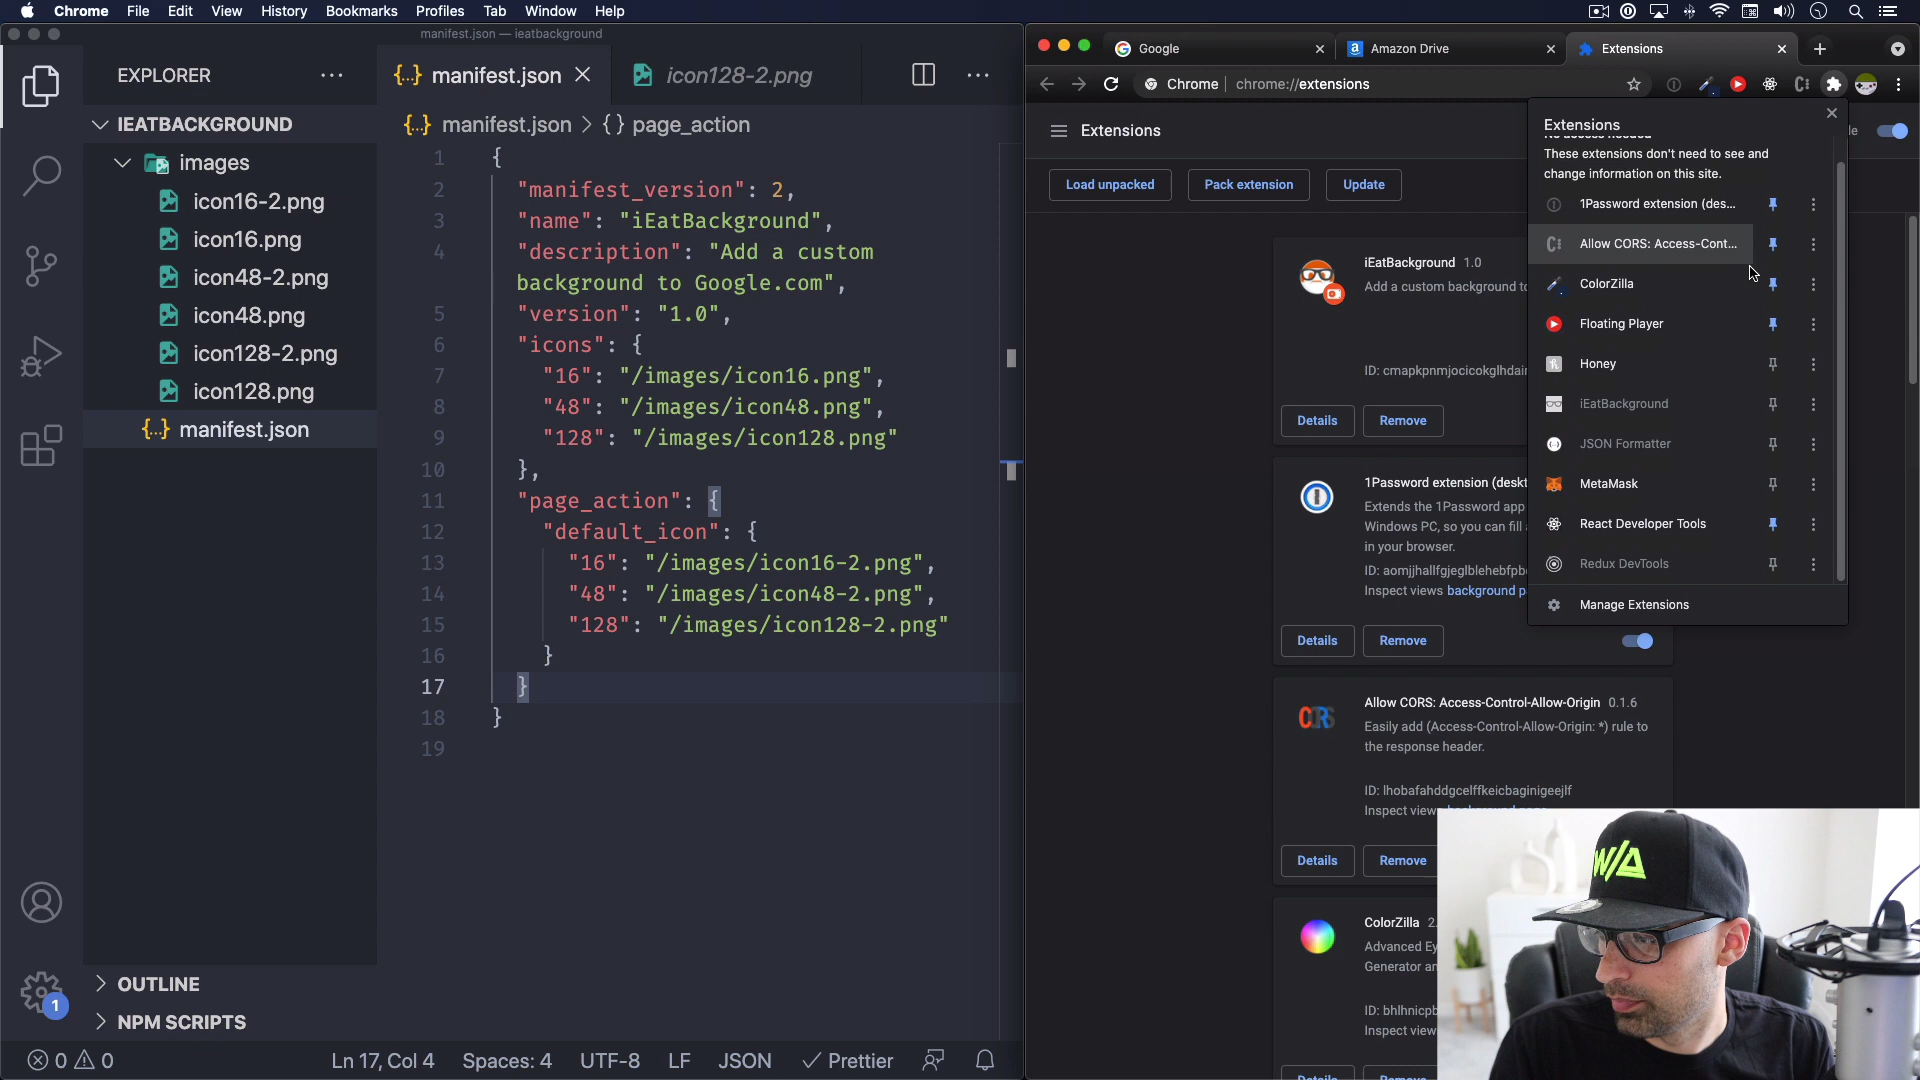 Chrome File Edit View History Bookmarks Profiles Tab Window Help
manifest.json — ieatbackground
EXPLORER
IEATBACKGROUND
images
icon16-2.png
icon16.png
icon48-2.png
icon48.png
icon128-2.png
icon128.png
{..} manifest.json
OUTLINE
NPM SCRIPTS
1
{..} manifest.json
icon128-2.png
{..} manifest.json > {} page_action
1 {
2 "manifest_version": 2,
3 "name": "iEatBackground",
4 "description": "Add a custom
background to Google.com",
5 "version": "1.0",
6 "icons": {
7 "16": "/images/icon16.png",
8 "48": "/images/icon48.png",
9 "128": "/images/icon128.png"
10 },
11 "page_action": {
12 "default_icon": {
13 "16": "/images/icon16-2.png",
14 "48": "/images/icon48-2.png",
15 "128": "/images/icon128-2.png"
16 }
17 }
18 }
19
0 0 Ln 17, Col 4 Spaces: 4 UTF-8 LF JSON Prettier
Google
Amazon Drive
Extensions
Chrome chrome://extensions
Extensions
Load unpacked Pack extension Update
iEatBackground 1.0
Add a custom background to
Details Remove
1Password extension (deskt
Extends the 1Password app
Windows PC, so you can fill
in your browser.
Inspect views background p
Details Remove
CORS
Allow CORS: Access-Control-Allow-Origin 0.1.6
Easily add (Access-Control-Allow-Origin: *) rule to
the response header.
ID: lhobafahddgcelffkeicbaginigeejlf
Inspect view
Details Remove
ColorZilla 2.
Advanced Ey
Generator an
ID: bhlhnicpb
Inspect view
Extensions
These extensions don't need to see and
change information on this site.
1Password extension (des...
Allow CORS: Access-Cont...
ColorZilla
Floating Player
Honey
iEatBackground
JSON Formatter
MetaMask
React Developer Tools
Redux DevTools
Manage Extensions